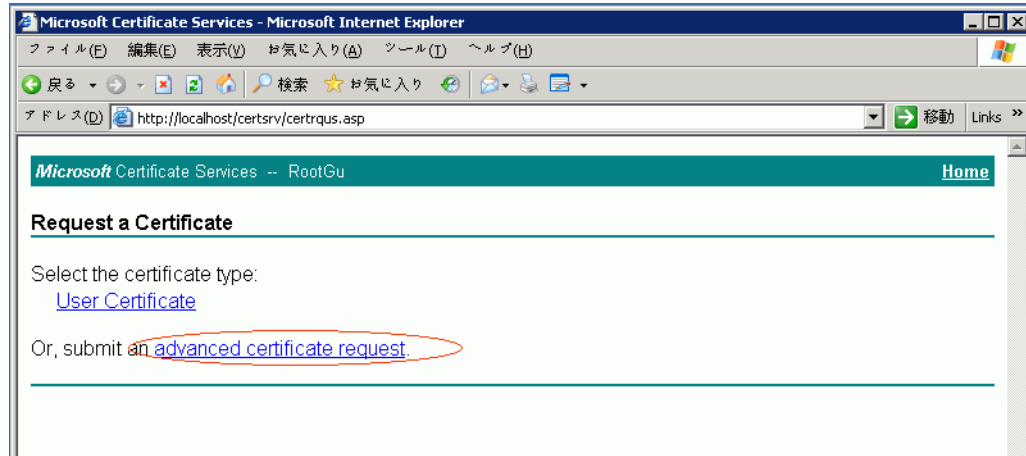 Microsoft Certificate Services - Microsoft Internet Explorer
ファイル(F) 編集(E) 表示(V) お気に入り(A) ツール(T) ヘルプ(H)
戻る 検索 お気に入り
アドレス(D) http://localhost/certsrv/certrqus.asp 移動 Links »
Microsoft Certificate Services -- RootGu Home
Request a Certificate
Select the certificate type:
User Certificate
Or, submit an advanced certificate request.